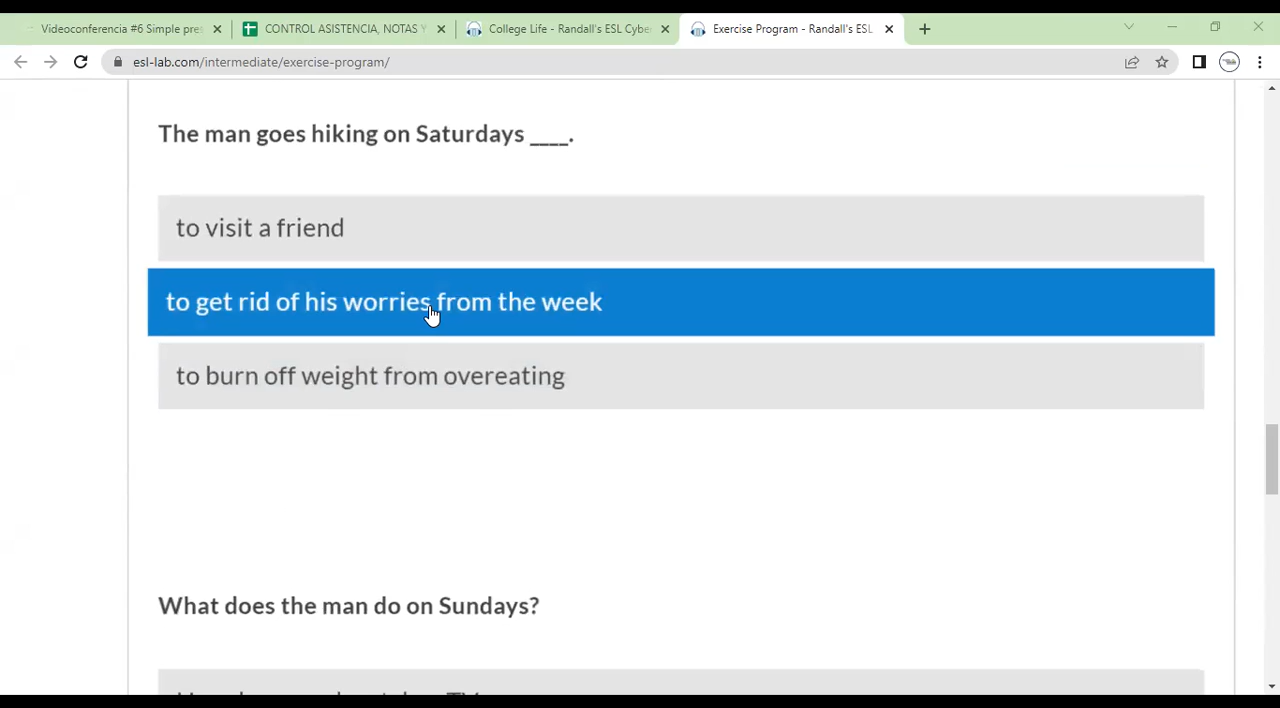 Videoconferencia #6 Simple pres
CONTROL ASISTENCIA, NOTAS Y
College Life - Randall's ESL Cyber
Exercise Program - Randall's ESL
esl-lab.com/intermediate/exercise-program/
The man goes hiking on Saturdays ____.
to visit a friend
to get rid of his worries from the week
to burn off weight from overeating
What does the man do on Sundays?